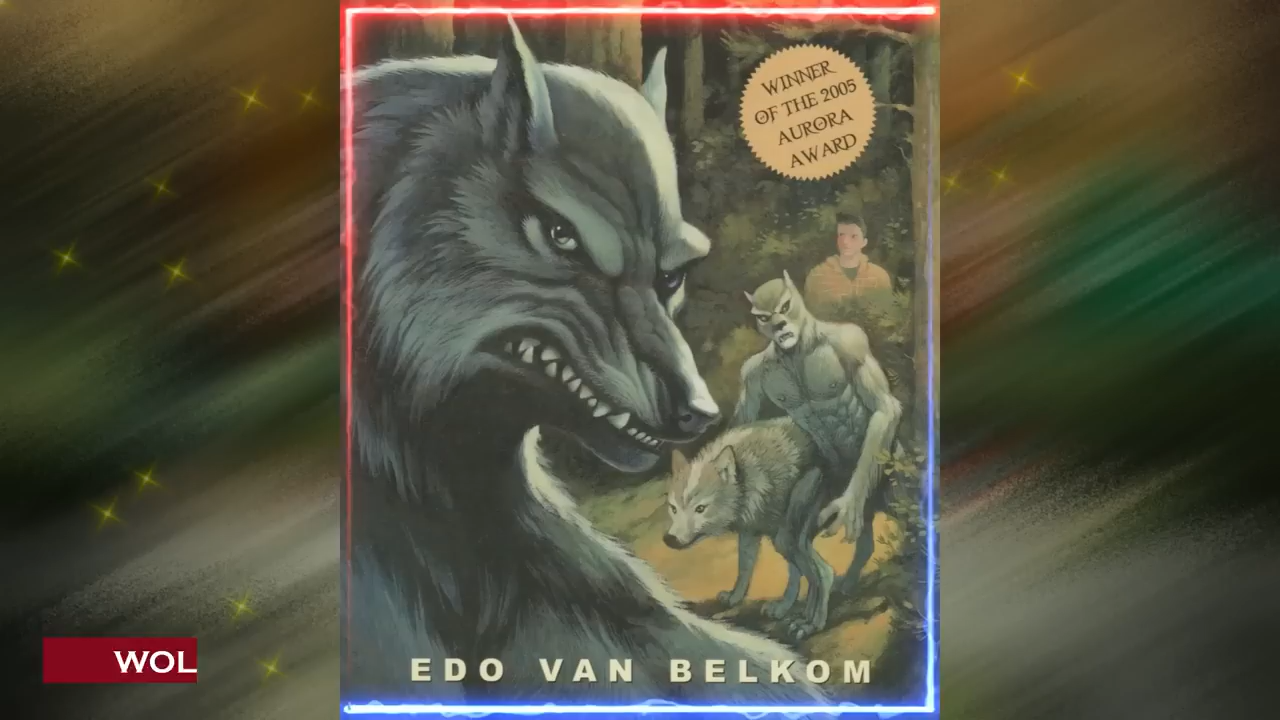 WINNER
OF THE 2005
AURORA
AWARD
EDO VAN BELKOM
WOL